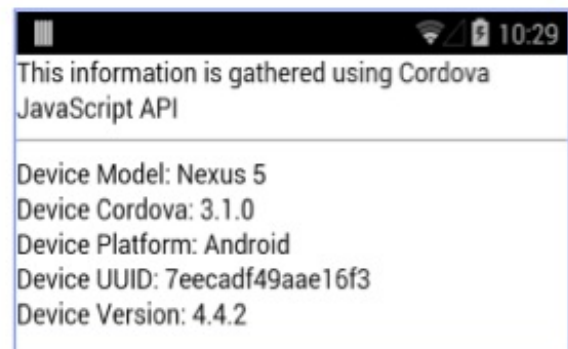 10:29
This information is gathered using Cordova
JavaScript API
Device Model: Nexus 5
Device Cordova: 3.1.0
Device Platform: Android
Device UUID: 7eecadf49aae16f3
Device Version: 4.4.2